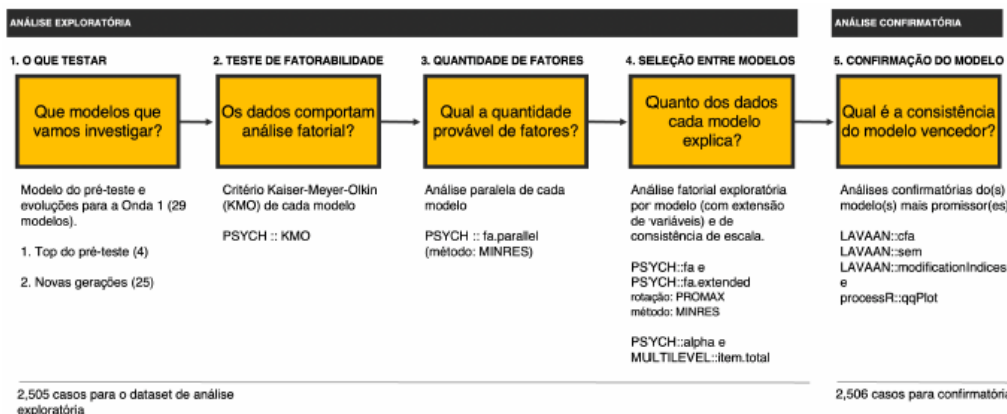 ANÁLISE EXPLORATÓRIA
ANÁLISE CONFIRMATÓRIA
1. O QUE TESTAR
Que modelos que
vamos investigar?
Modelo do pré-teste e
evoluções para a Onda 1 (29
modelos).
1. Top do pré-teste (4)
2. Novas gerações (25)
2. TESTE DE FATORABILIDADE
Os dados comportam
análise fatorial?
Critério Kaiser-Meyer-Olkin
(KMO) de cada modelo
PSYCH :: KMO
3. QUANTIDADE DE FATORES
Qual a quantidade
provável de fatores?
Análise paralela de cada
modelo
PSYCH :: fa.parallel
(método: MINRES)
4. SELEÇÃO ENTRE MODELOS
Quanto dos dados
cada modelo
explica?
Análise fatorial exploratória
por modelo (com extensão
de variáveis) e de
consistência de escala.
PSYCH::fa e
PSYCH::fa.extended
rotação: PROMAX
método: MINRES
PSYCH::alpha e
MULTILEVEL::item.total
5. CONFIRMAÇÃO DO MODELO
Qual é a consistência
do modelo vencedor?
Análises confirmatórias do(s)
modelo(s) mais promissor(es)
LAVAAN::cfa
LAVAAN::sem
LAVAAN::modificationIndices
e
processR::qqPlot
2,505 casos para o dataset de análise
exploratória
2,506 casos para confirmatória